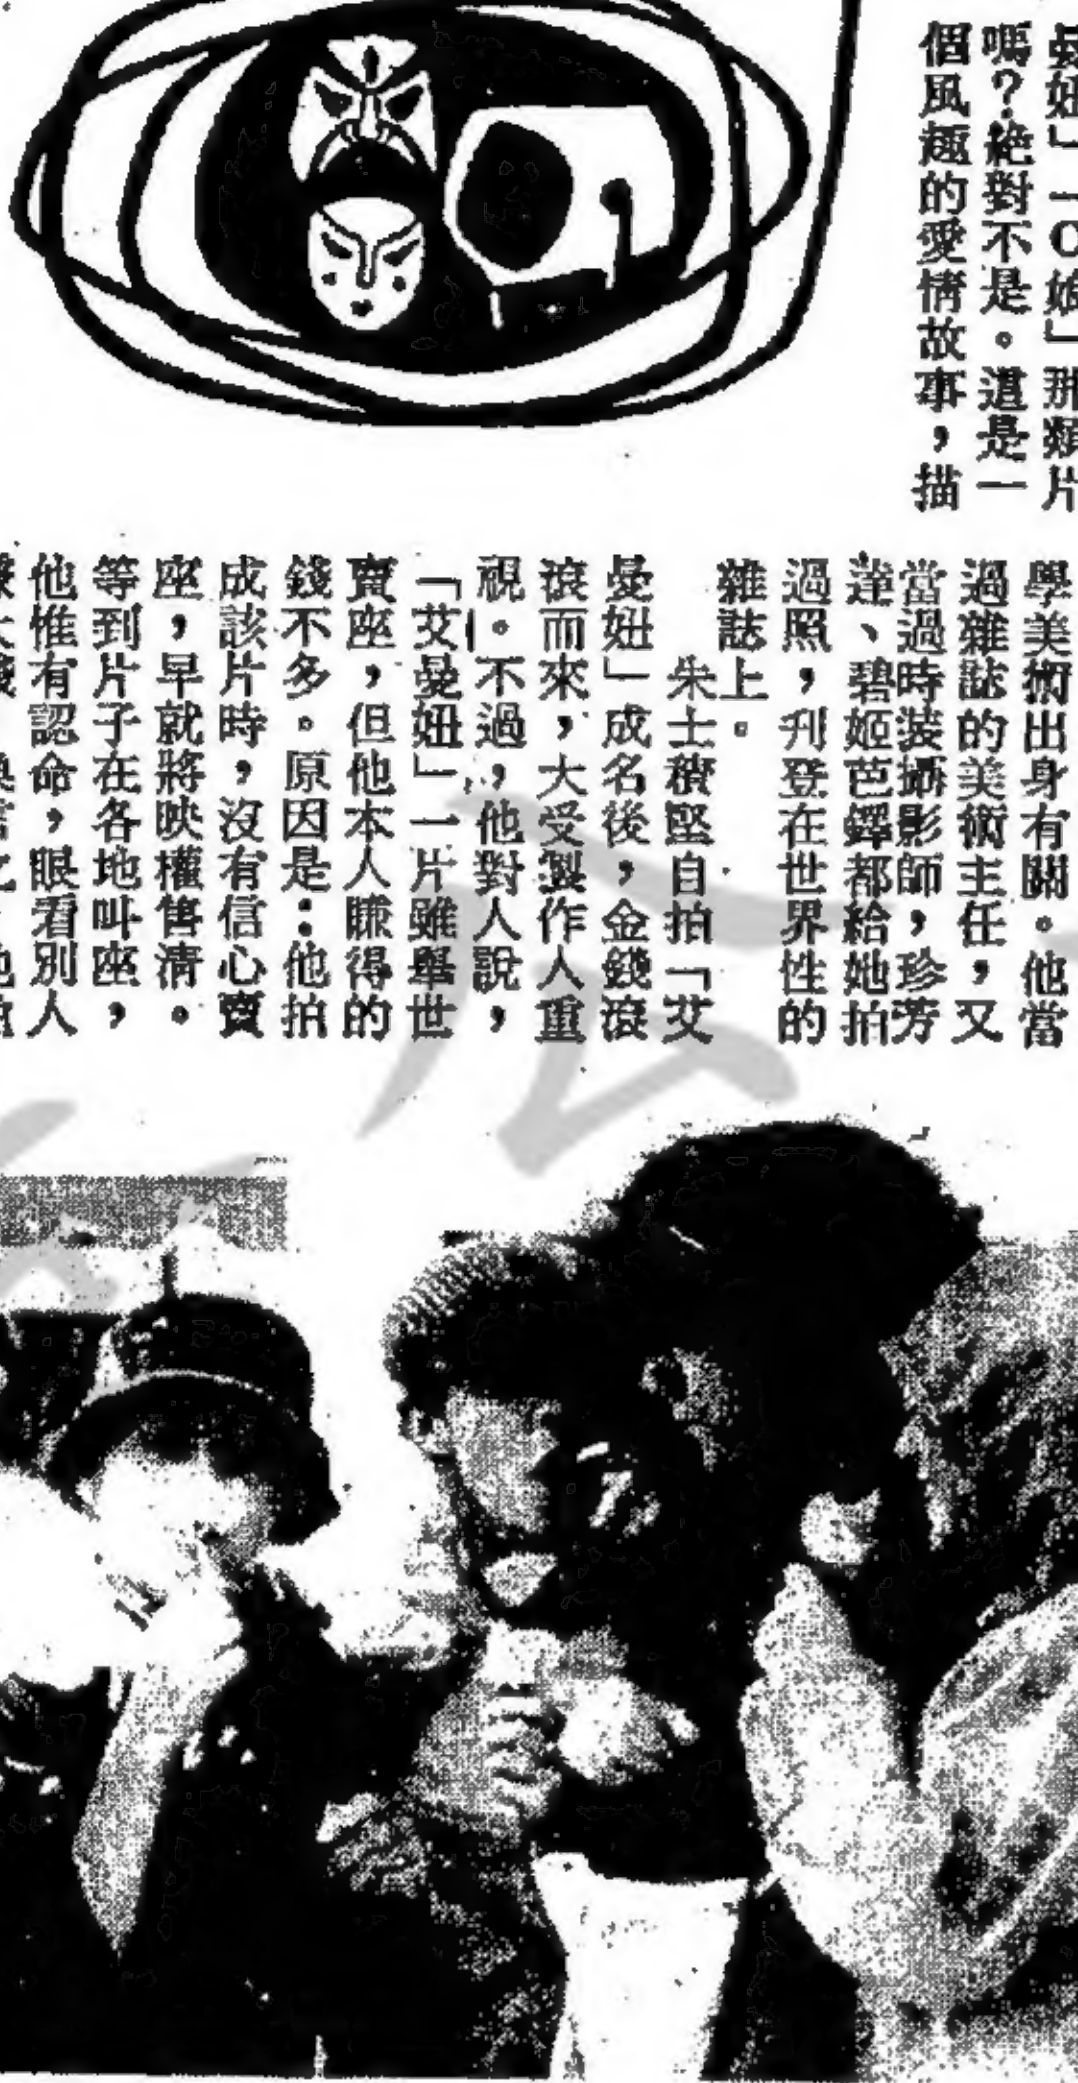 曼妞」「O娘」那類片
嗎？絕對不是。這是一
個風趣的愛情故事，描
學美術出身有關。他當
過雜誌的美術主任，又
當過時裝攝影師，珍芳
達、碧姬芭鐸都給她拍
過照，刋登在世界性的
雜誌上。
朱士積堅自拍「艾
曼妞」成名後，金錢滾
滾而來，大受製作人重
視。不過，他對人說，
「艾曼妞」一片雖舉世
賣座，但他本人賺得的
錢不多。原因是：他拍
成該片時，沒有信心賣
座，早就將映權售清。
等到片子在各地叫座，
他惟有認命，眼看別人